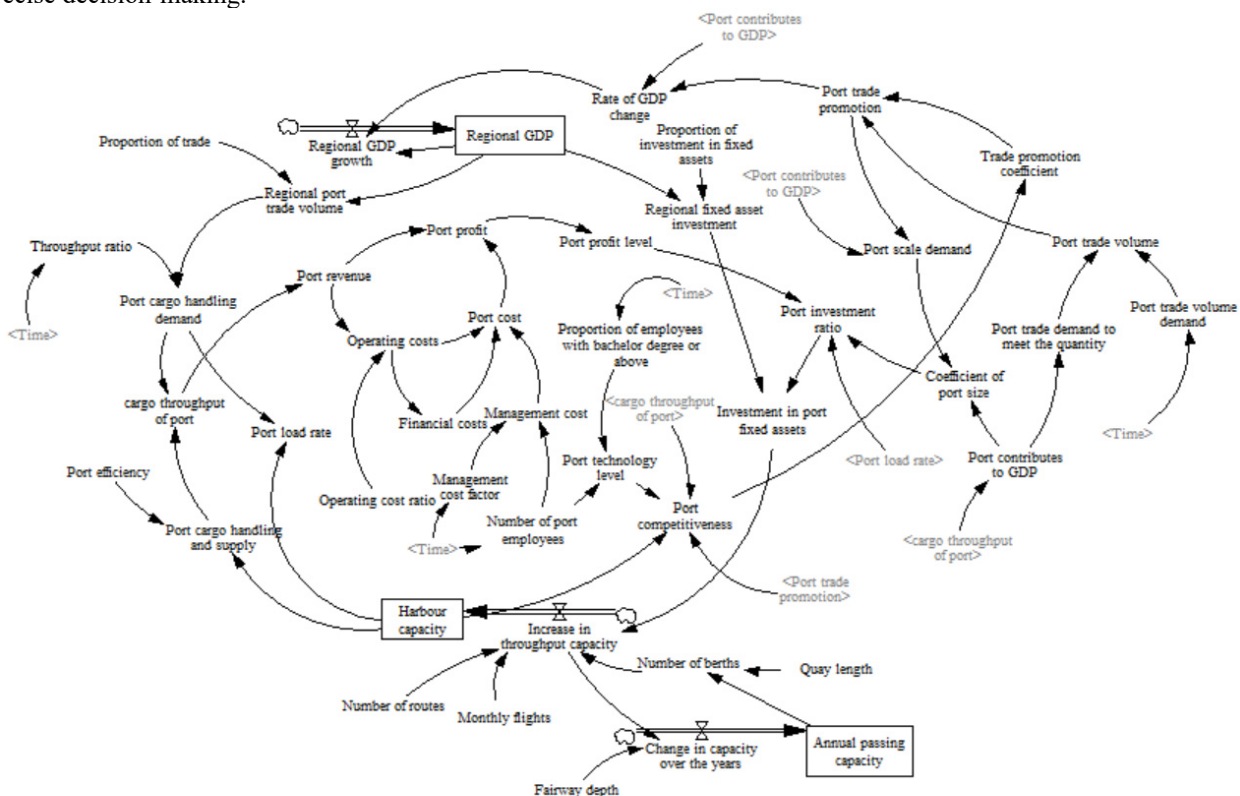 ecise decision-making.
<Port contributes
to GDP>
Rate of GDP
change
Port trade
promotion
Regional GDP
Regional GDP
growth
Proportion of trade
Proportion of
investment in fixed
assets
Trade promotion
coefficient
<Port contributes
to GDP>
Regional port
trade volume
Regional fixed asset
investment
Port profit
Port profit level
Port scale demand
Port trade volume
Throughput ratio
Port revenue
<Time>
Port cargo handling
demand
Port cost
Port investment
ratio
Port trade volume
demand
<Time>
Operating costs
Proportion of employees
with bachelor degree or
above
Port trade demand to
meet the quantity
Coefficient of
port size
cargo throughput
of port
<cargo throughput
of port>
Investment in port
fixed assets
Management cost
Financial costs
Port load rate
<Time>
Port technology
level
<Port load rate>
Port contributes
to GDP
Port efficiency
Management
cost factor
Operating cost ratio
Port
competitiveness
Number of port
employees
Port cargo handling
and supply
<Time>
<cargo throughput
of port>
<Port trade
promotion>
Harbour
capacity
Increase in
throughput capacity
Number of berths
Quay length
Number of routes
Monthly flights
Annual passing
capacity
Change in capacity
over the years
Fairway depth